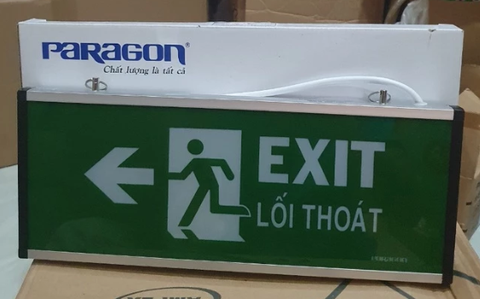 PARAGON®
Chất lượng là tất cả
EXIT
LỐI THOÁT